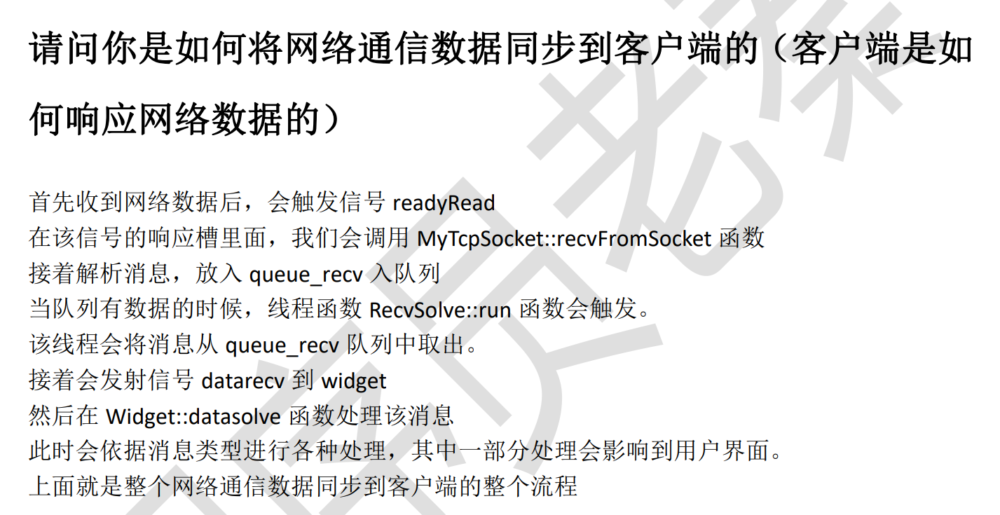 请问你是如何将网络通信数据同步到客户端的（客户端是如
何响应网络数据的）
首先收到网络数据后，会触发信号 readyRead
在该信号的响应槽里面，我们会调用 MyTcpSocket::recvFromSocket 函数
接着解析消息，放入 queue_recv 入队列
当队列有数据的时候，线程函数 RecvSolve::run 函数会触发。
该线程会将消息从 queue_recv 队列中取出。
接着会发射信号 datarecv 到 widget
然后在 Widget::datasolve 函数处理该消息
此时会依据消息类型进行各种处理，其中一部分处理会影响到用户界面。
上面就是整个网络通信数据同步到客户端的整个流程